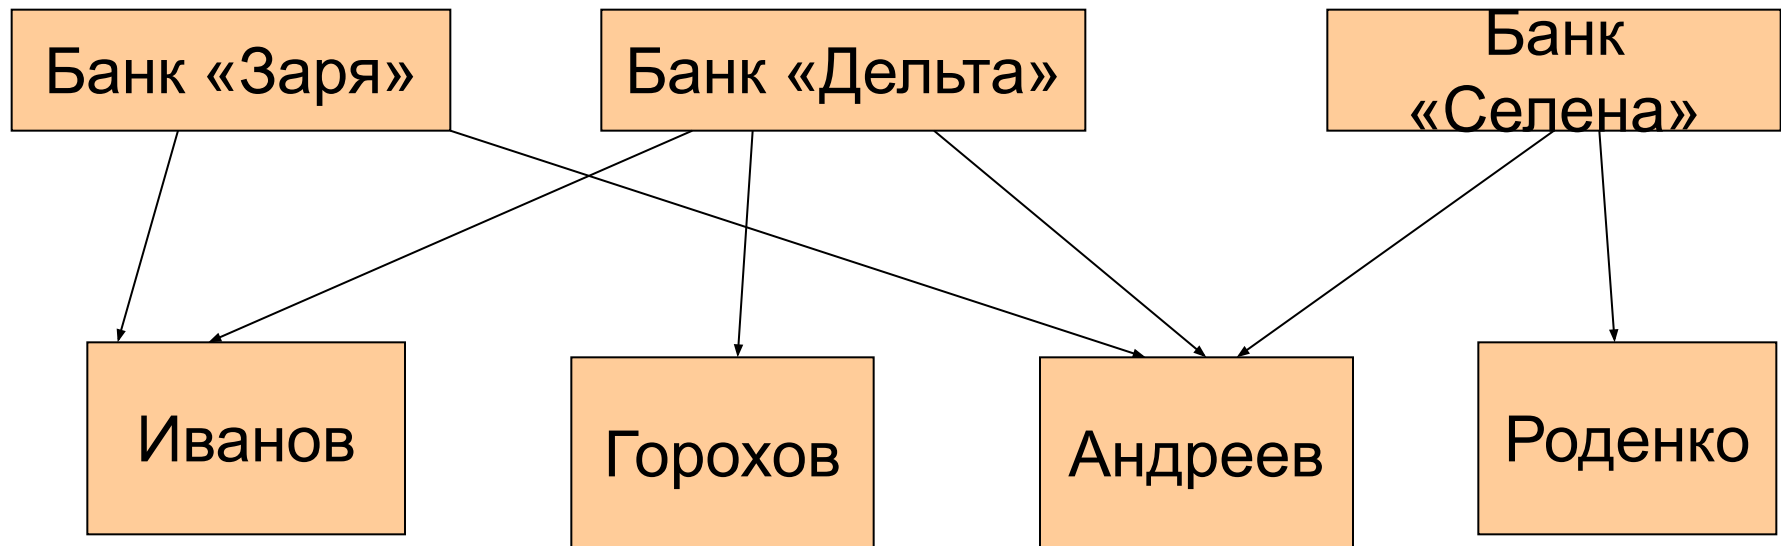 Банк «Заря»
Банк «Дельта»
Банк
«Селена»
Иванов
Горохов
Андреев
Роденко